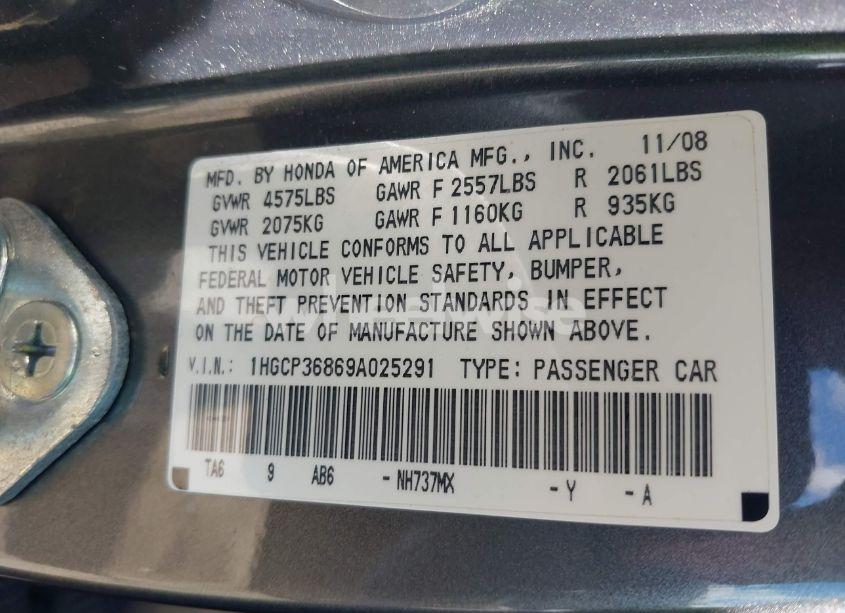 MFD. BY HONDA OF AMERICA MFG., INC. 11/08
GVWR 4575LBS GAWR F 2557LBS R 2061LBS
GVWR 2075KG GAWR F 1160KG R 935KG
THIS VEHICLE CONFORMS TO ALL APPLICABLE
FEDERAL MOTOR VEHICLE SAFETY, BUMPER,
AND THEFT PREVENTION STANDARDS IN EFFECT
ON THE DATE OF MANUFACTURE SHOWN ABOVE.
V.I.N.: 1HGCP36869A025291 TYPE: PASSENGER CAR
TA6 9 AB6 -NH737MX -Y -A